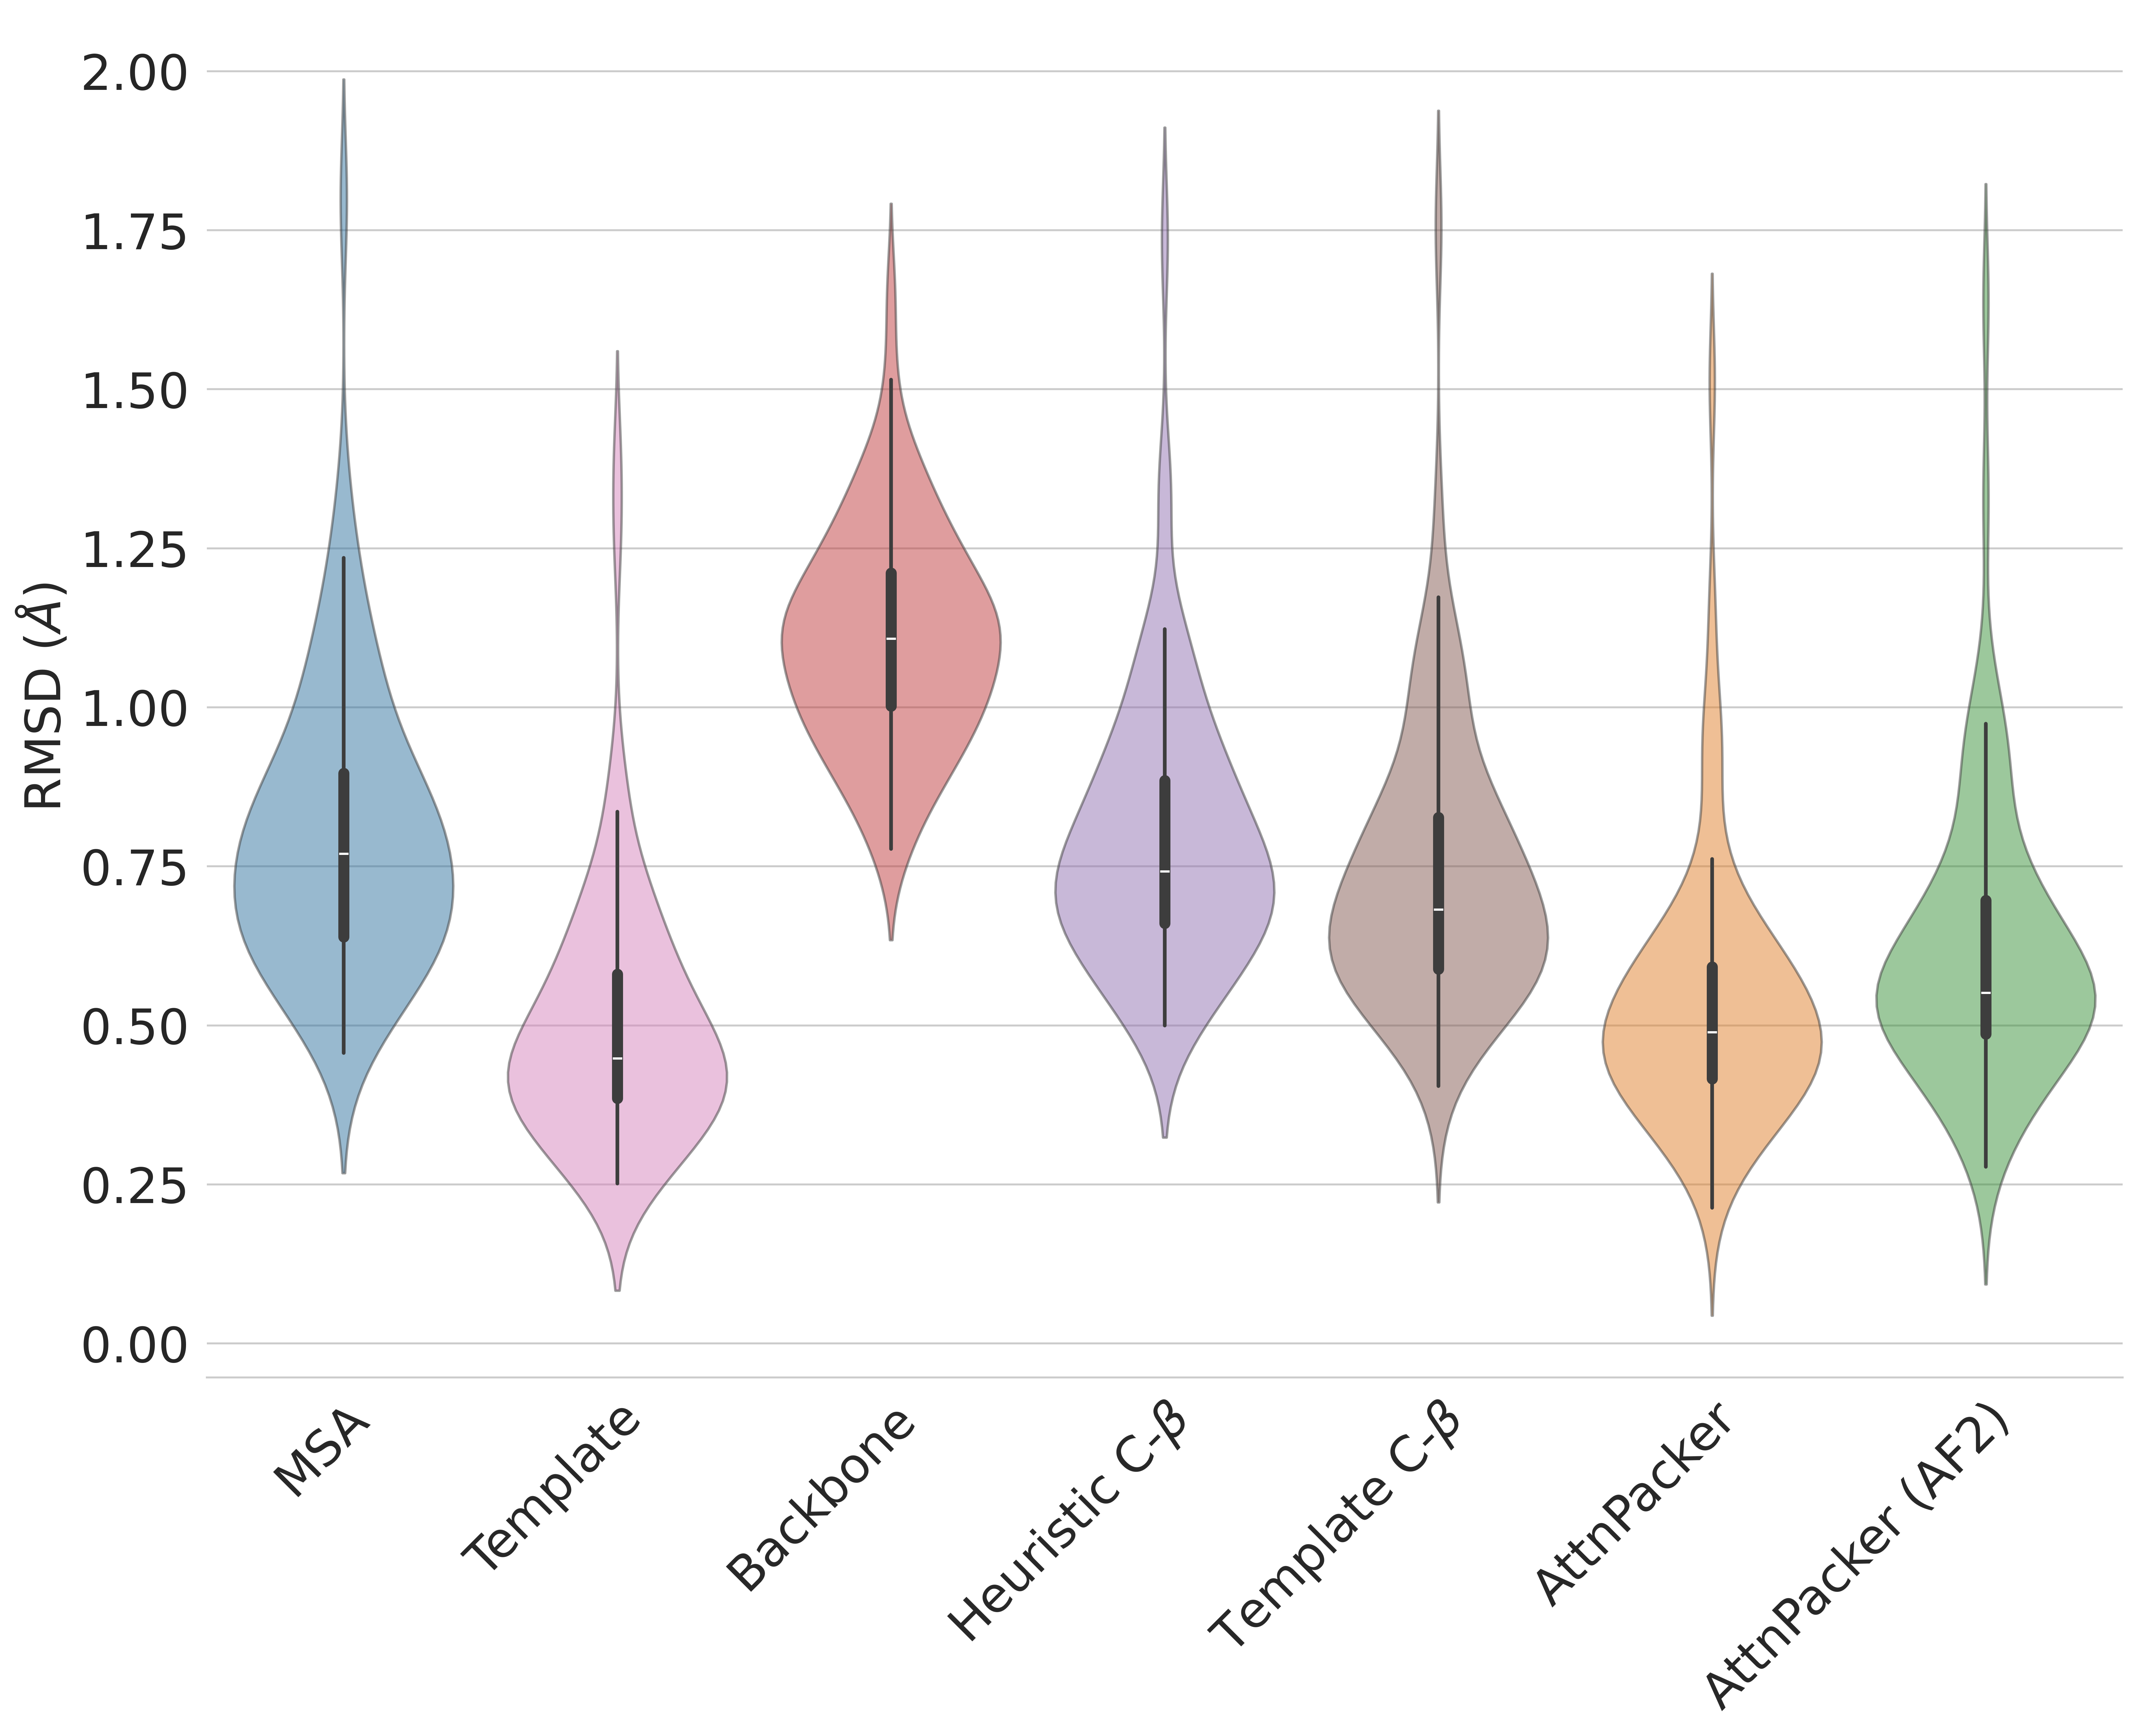 2.00
1.75
1.50
1.25
1.00
0.75
0.50
0.25
0.00
RMSD (Å)
MSA
Template
Backbone
Heuristic C-β
Template C-β
AttnPacker
AttnPacker (AF2)